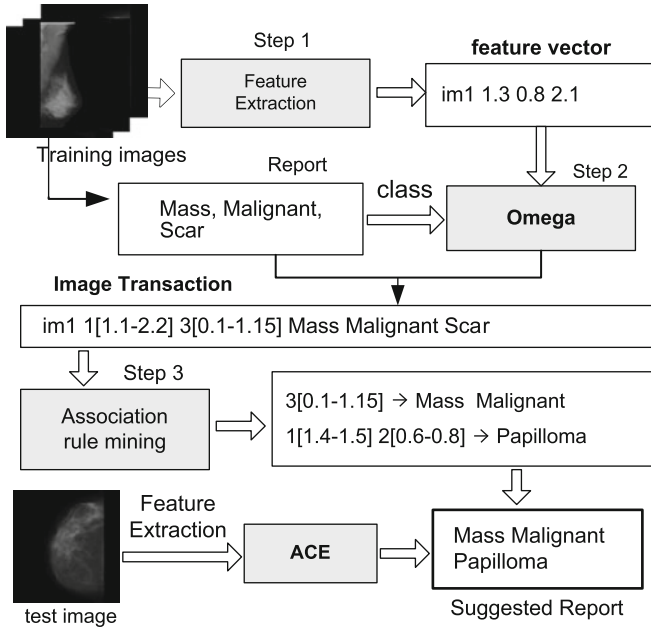 Step 1
feature vector
Feature
Extraction
im1 1.3 0.8 2.1
Training images
Report
Step 2
class
Mass, Malignant,
Scar
Omega
Image Transaction
im1 1[1.1-2.2] 3[0.1-1.15] Mass Malignant Scar
Step 3
Association
rule mining
3[0.1-1.15] → Mass Malignant
1[1.4-1.5] 2[0.6-0.8] → Papilloma
Feature
Extraction
ACE
Mass Malignant
Papilloma
test image
Suggested Report